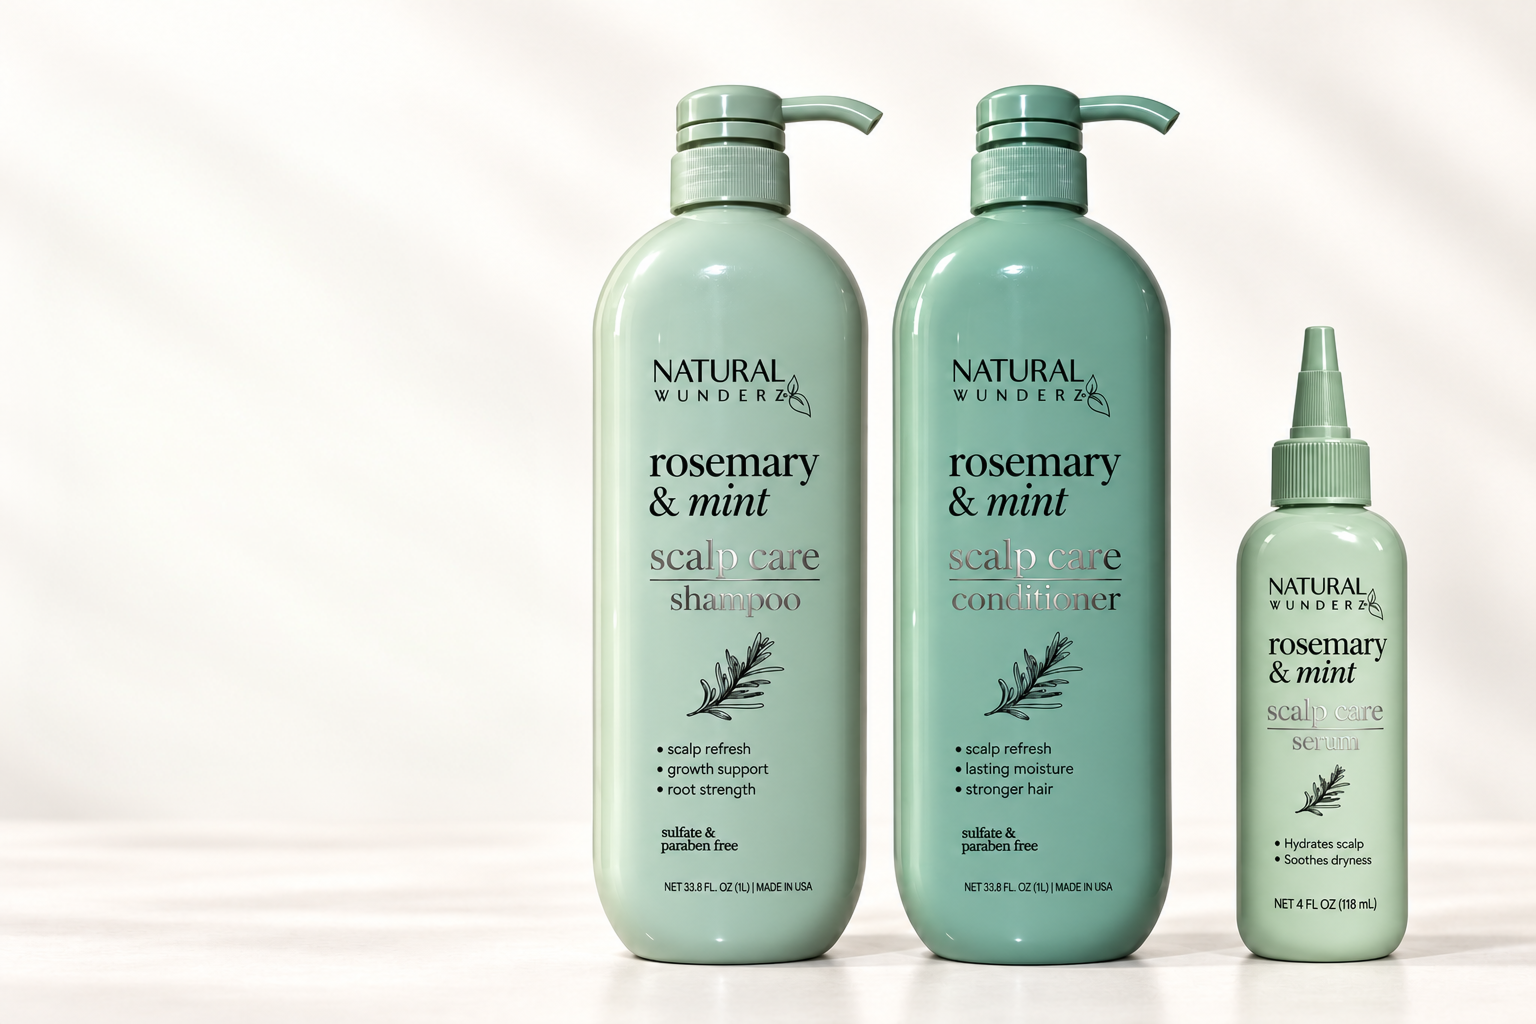 NATURAL
WUNDERZ
rosemary
& mint
scalp care
shampoo
• scalp refresh
• growth support
• root strength
sulfate &
paraben free
NET 33.8 FL. OZ (1L) | MADE IN USA
NATURAL
WUNDERZ
rosemary
& mint
scalp care
conditioner
• scalp refresh
• lasting moisture
• stronger hair
sulfate &
paraben free
NET 33.8 FL. OZ (1L) | MADE IN USA
NATURAL
WUNDERZ
rosemary
& mint
scalp care
serum
• Hydrates scalp
• Soothes dryness
NET 4 FL OZ (118 mL)